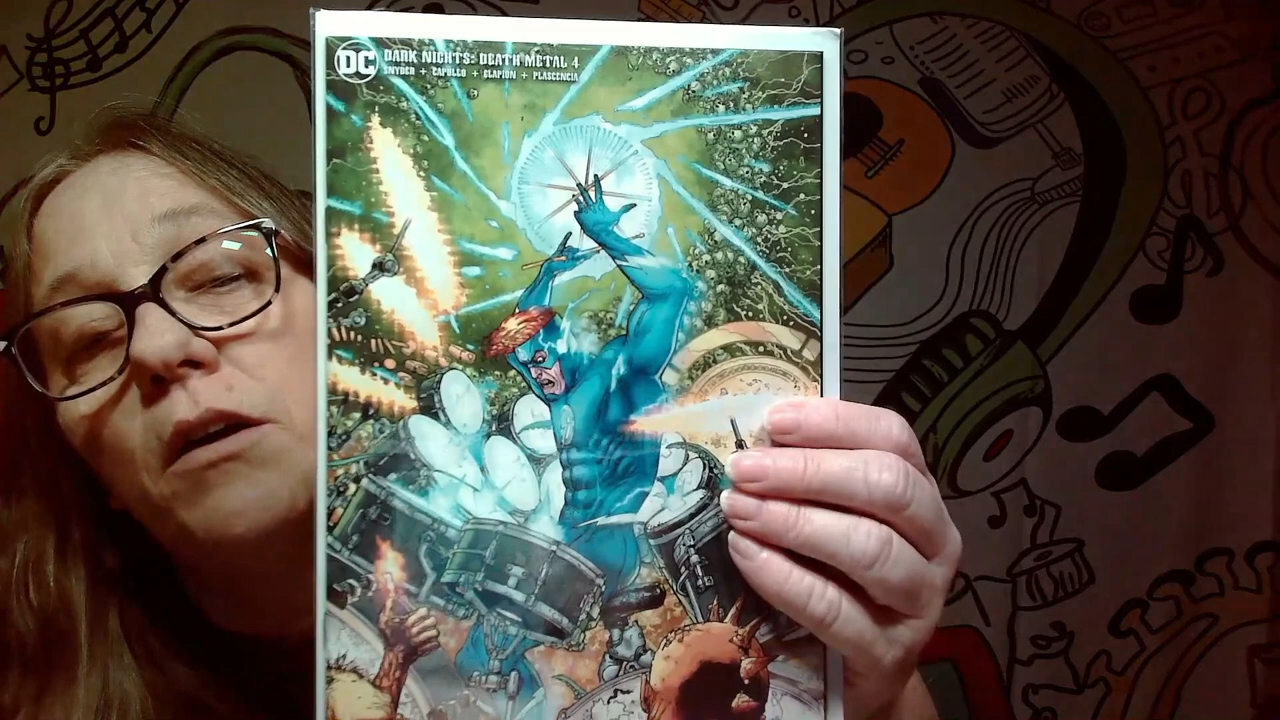 DC
DARK NIGHTS: DEATH METAL 4
SNYDER + CAPULLO + GLAPION + PLASCENCIA